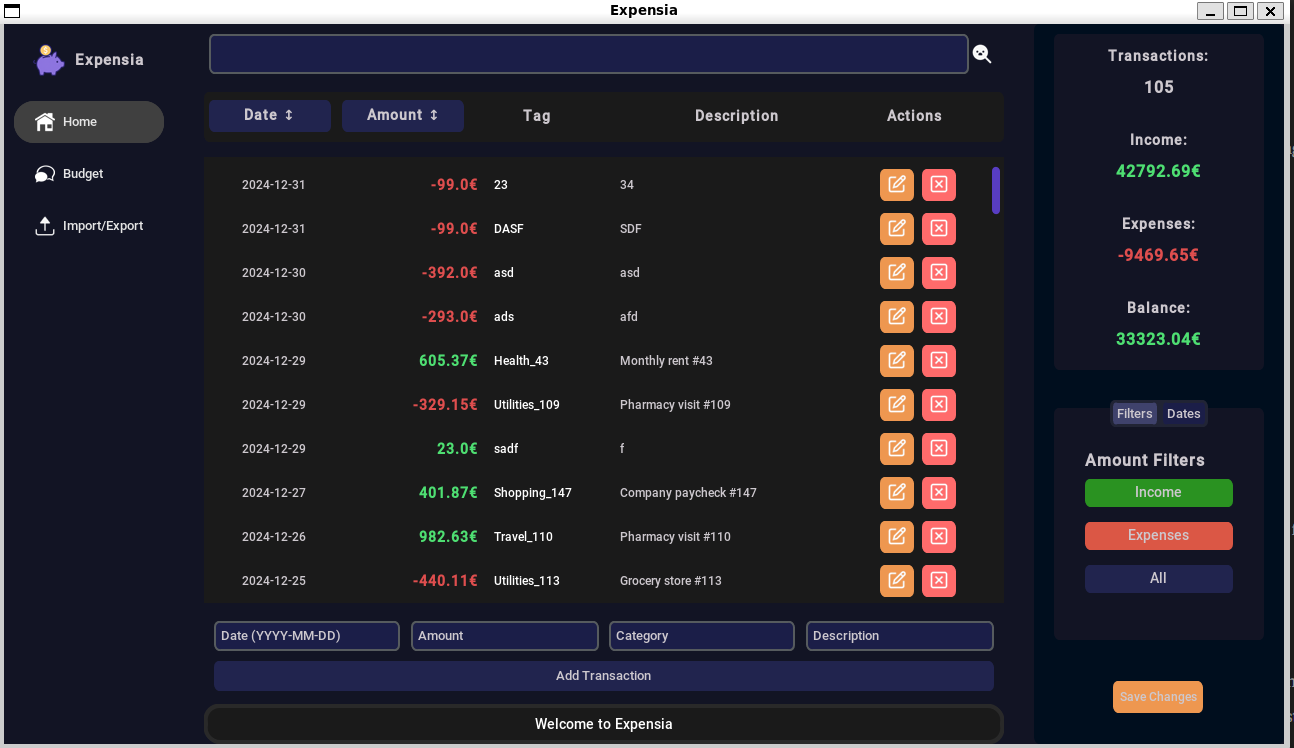 Expensia
Expensia
Home
Budget
Import/Export
Date ↕ Amount ↕ Tag Description Actions
2024-12-31 -99.0€ 23 34
2024-12-31 -99.0€ DASF SDF
2024-12-30 -392.0€ asd asd
2024-12-30 -293.0€ ads afd
2024-12-29 605.37€ Health_43 Monthly rent #43
2024-12-29 -329.15€ Utilities_109 Pharmacy visit #109
2024-12-29 23.0€ sadf f
2024-12-27 401.87€ Shopping_147 Company paycheck #147
2024-12-26 982.63€ Travel_110 Pharmacy visit #110
2024-12-25 -440.11€ Utilities_113 Grocery store #113
Date (YYYY-MM-DD) Amount Category Description
Add Transaction
Welcome to Expensia
Transactions:
105
Income:
42792.69€
Expenses:
-9469.65€
Balance:
33323.04€
Filters Dates
Amount Filters
Income
Expenses
All
Save Changes